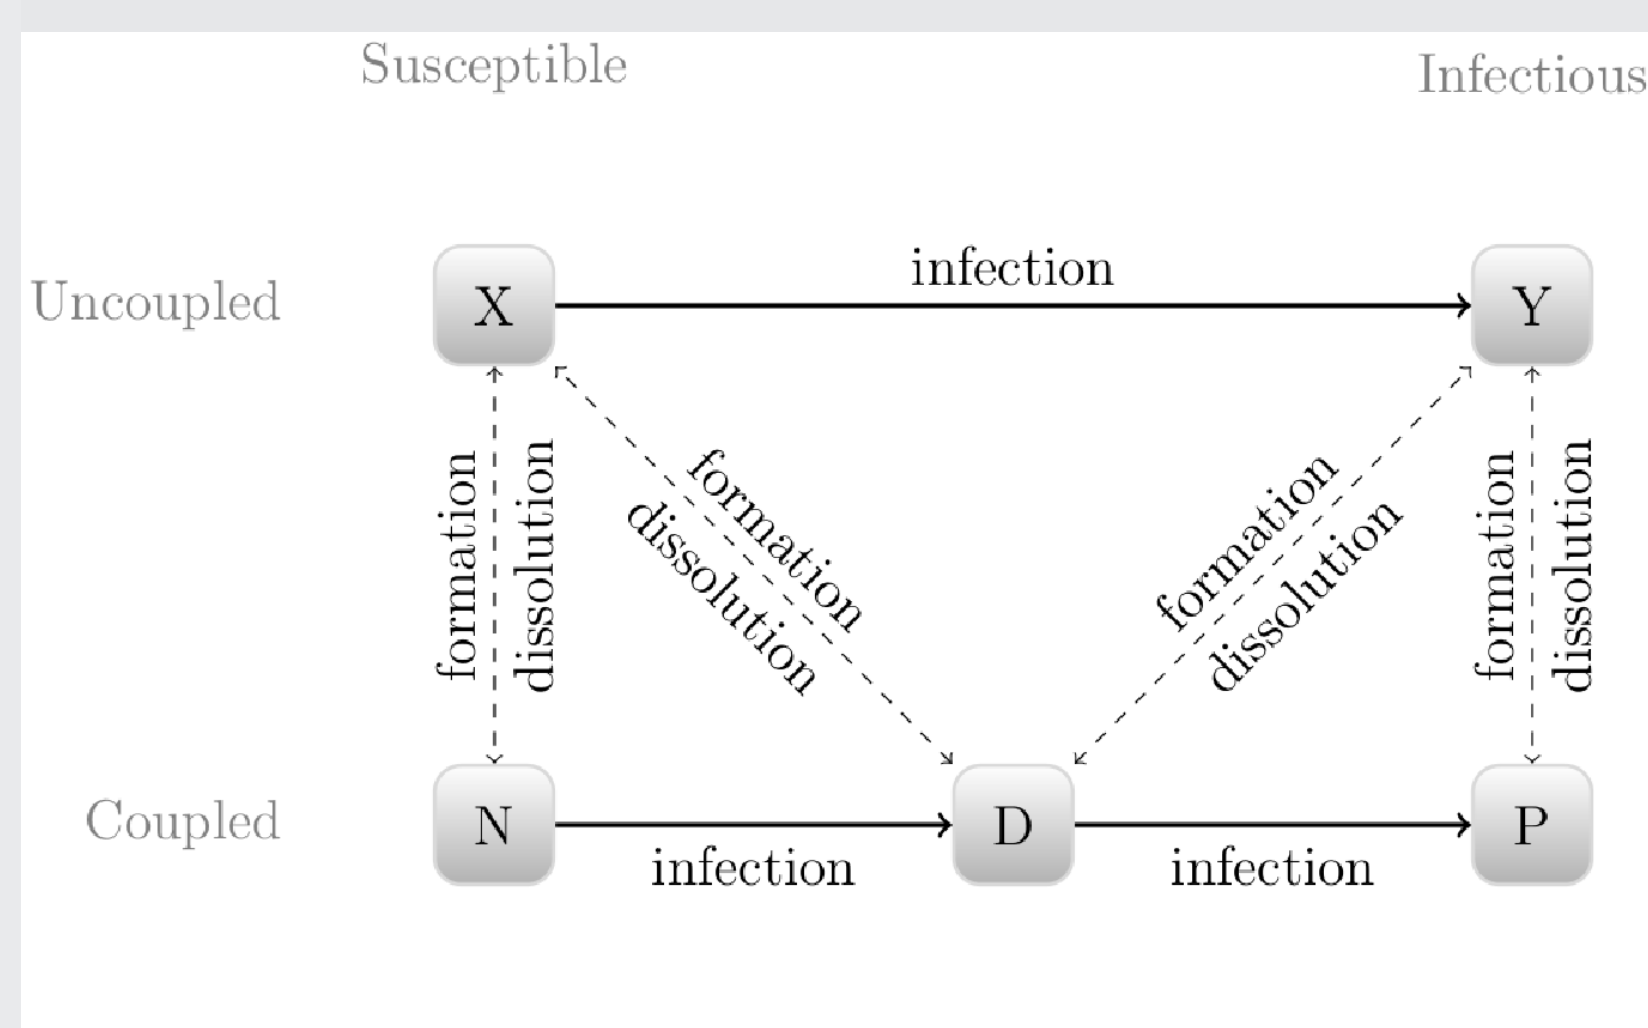 Susceptible
Infectious
infection
Uncoupled
X
Y
formation
dissolution
formation
dissolution
formation
dissolution
formation
dissolution
Coupled
N
D
P
infection
infection